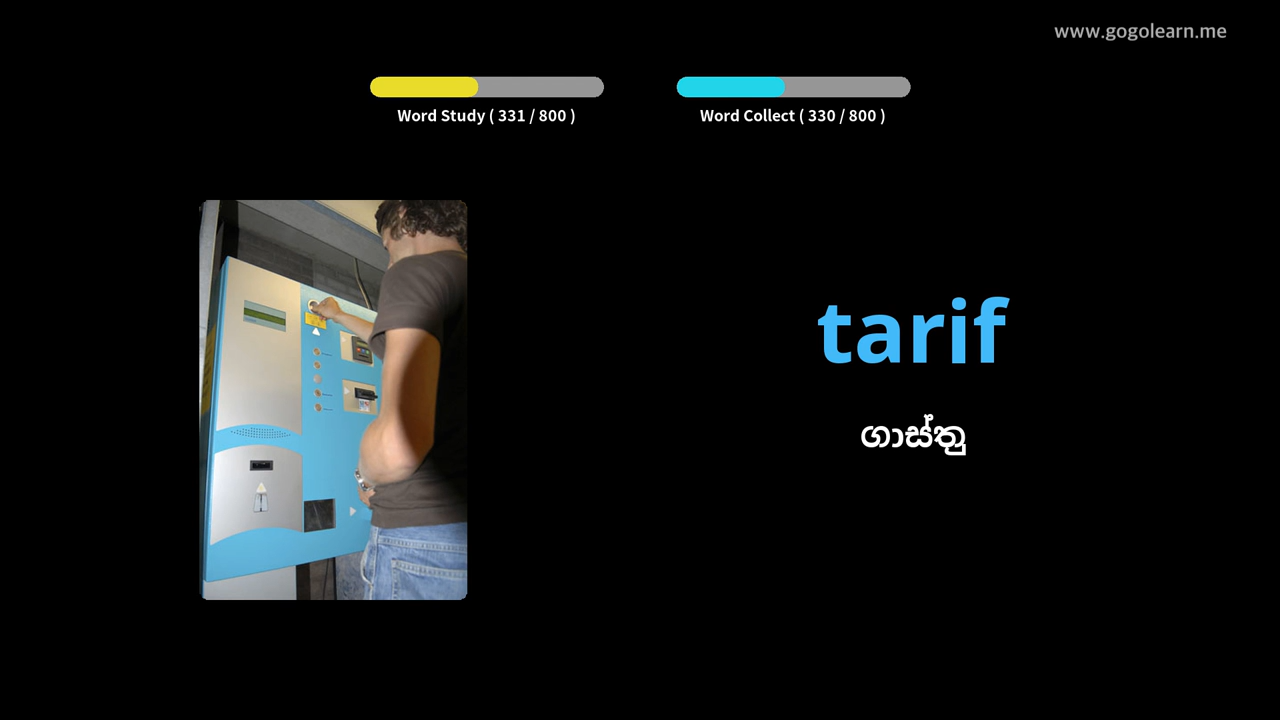 www.gogolearn.me
Word Study ( 331 / 800 )
Word Collect ( 330 / 800 )
tarif
ගාස්තු